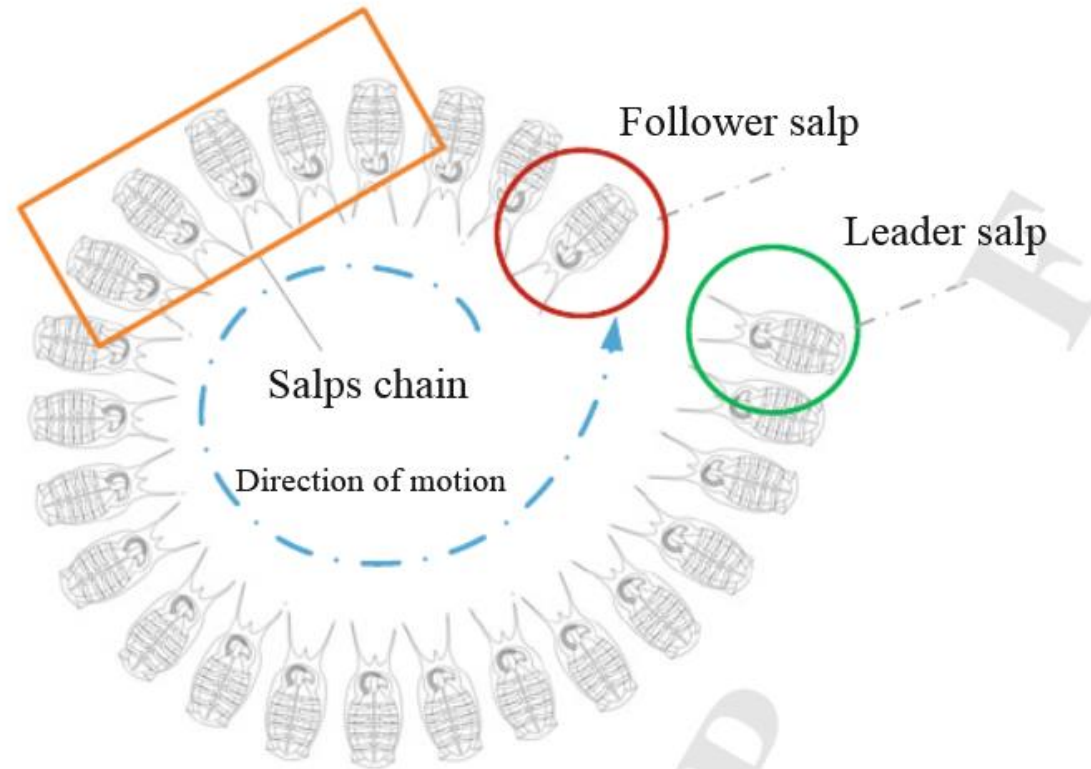 Follower salp
Leader salp
Salps chain
Direction of motion
F